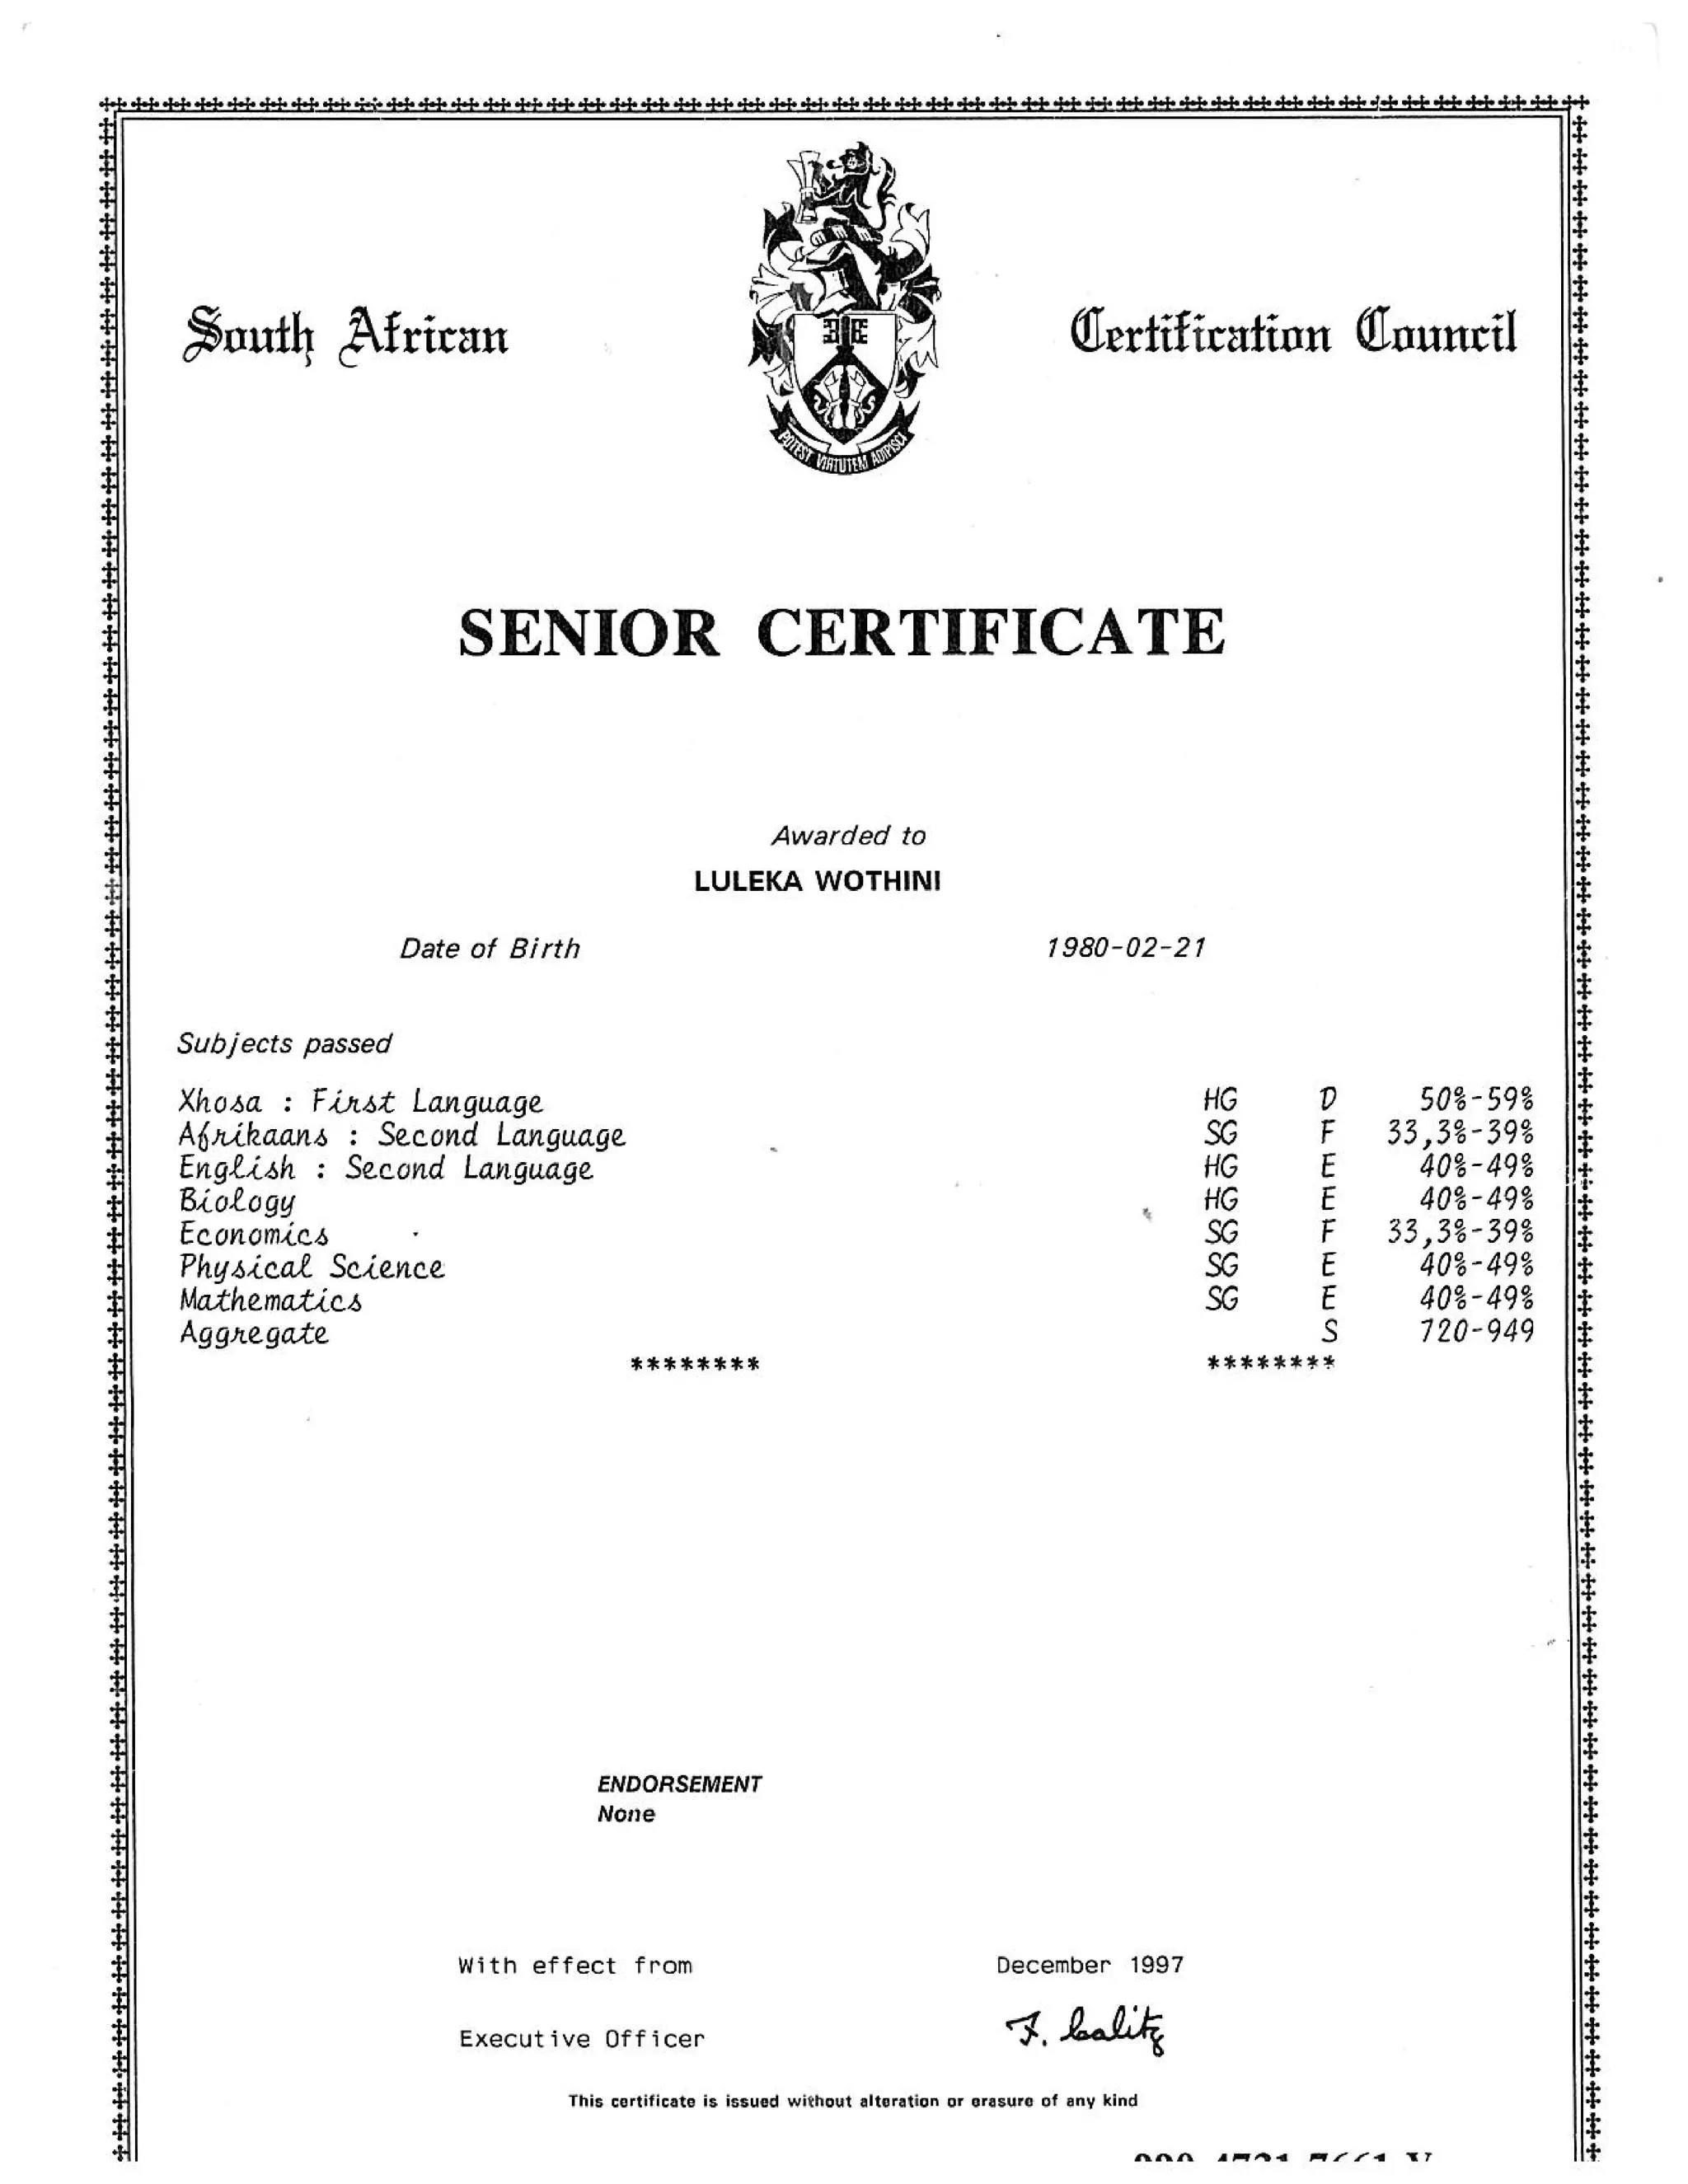 South African
Certification Council
POTEST VIRTUTEM ADIPISCI
SENIOR CERTIFICATE
Awarded to
LULEKA WOTHINI
Date of Birth 1980-02-21
Subjects passed
Xhosa : First Language HG D 50%-59%
Afrikaans : Second Language SG F 33,3%-39%
English : Second Language HG E 40%-49%
Biology HG E 40%-49%
Economics SG F 33,3%-39%
Physical Science SG E 40%-49%
Mathematics SG E 40%-49%
Aggregate S 720-949
******** ********
ENDORSEMENT
None
With effect from December 1997
Executive Officer F. Calitz
This certificate is issued without alteration or erasure of any kind